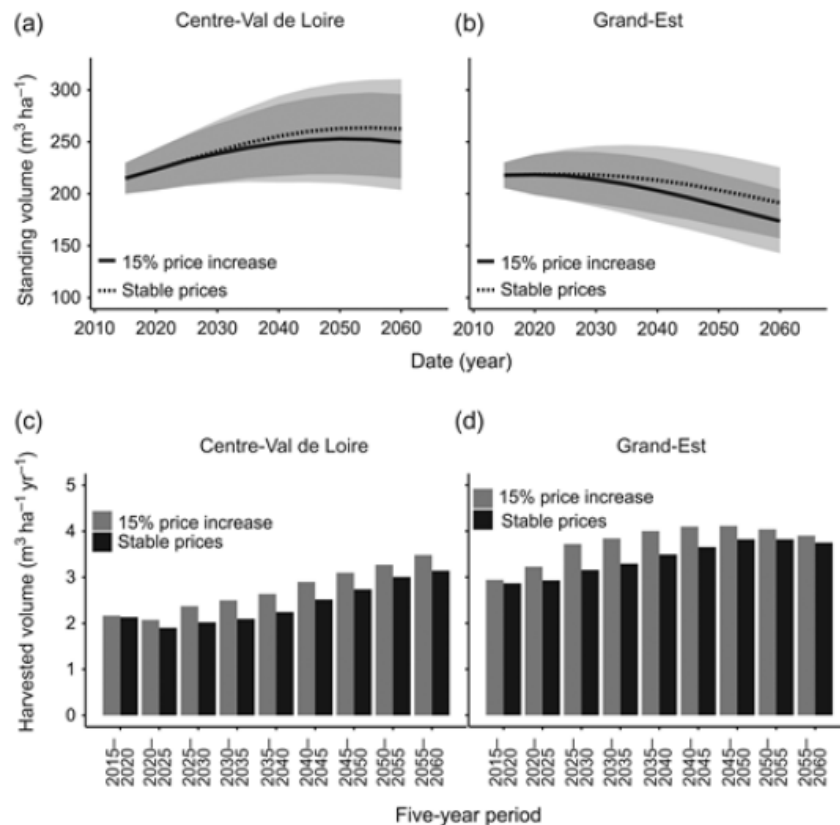 (a) Centre-Val de Loire
(b) Grand-Est
Standing volume (m³ ha⁻¹)
300
250
200
150
100
15% price increase
Stable prices
15% price increase
Stable prices
2010 2020 2030 2040 2050 2060
2010 2020 2030 2040 2050 2060
Date (year)
(c) Centre-Val de Loire
(d) Grand-Est
Harvested volume (m³ ha⁻¹ yr⁻¹)
5
4
3
2
1
0
15% price increase
Stable prices
15% price increase
Stable prices
2015–2020
2020–2025
2025–2030
2030–2035
2035–2040
2040–2045
2045–2050
2050–2055
2055–2060
2015–2020
2020–2025
2025–2030
2030–2035
2035–2040
2040–2045
2045–2050
2050–2055
2055–2060
Five-year period